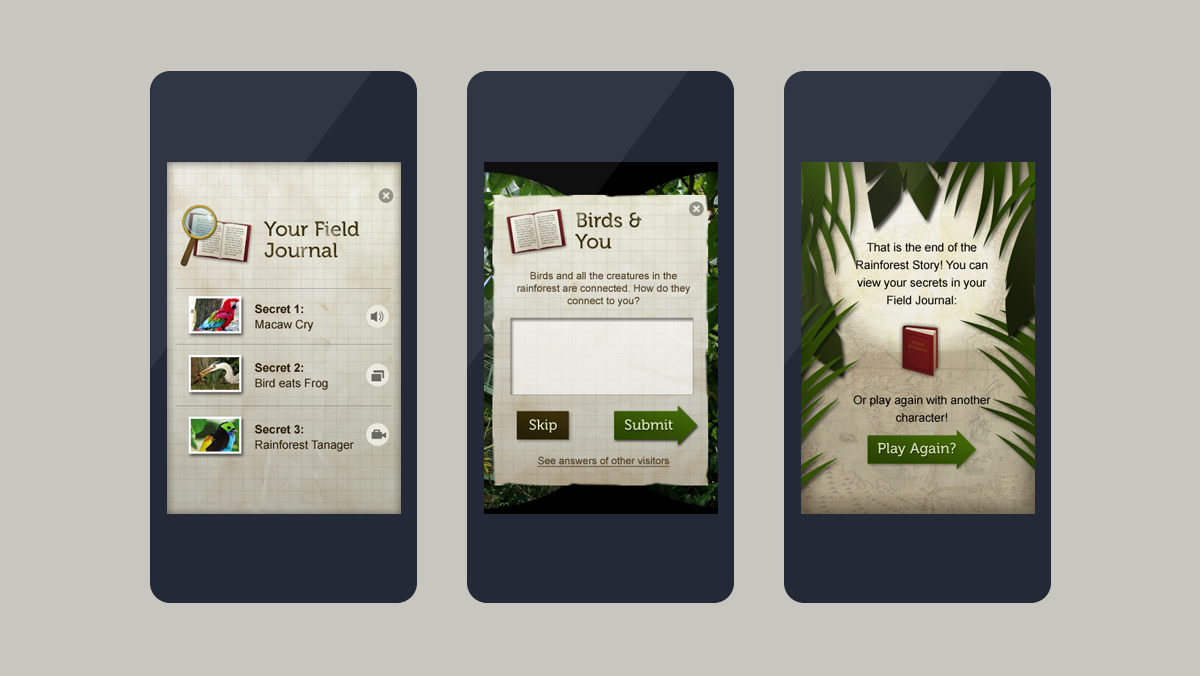 Your Field
Journal
Secret 1:
Macaw Cry
Secret 2:
Bird eats Frog
Secret 3:
Rainforest Tanager
Birds &
You
Birds and all the creatures in the
rainforest are connected. How do they
connect to you?
Skip
Submit
See answers of other visitors
That is the end of the
Rainforest Story! You can
view your secrets in your
Field Journal:
Or play again with another
character!
Play Again?